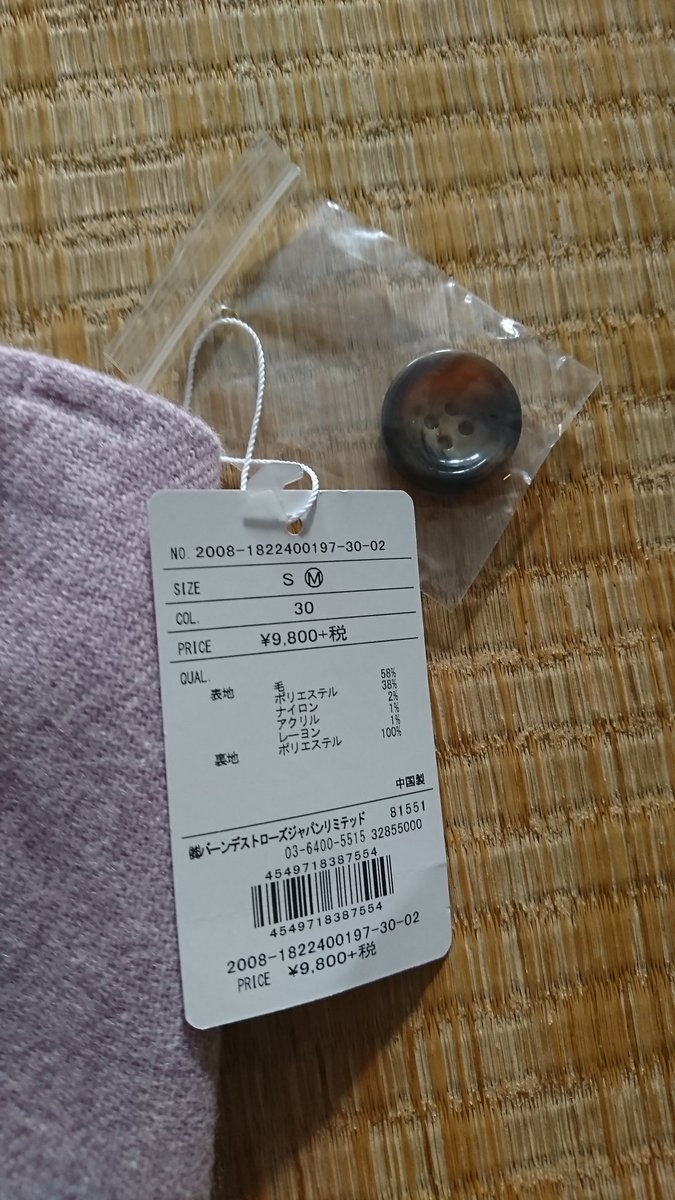 NO. 2008-1822400197-30-02
SIZE S Ⓜ
COL. 30
PRICE ¥9,800+税
QUAL.
表地 毛 58%
ポリエステル 38%
ナイロン 2%
アクリル 1%
レーヨン 1%
裏地 ポリエステル 100%
中国製
㈱バーンデストローズジャパンリミテッド 81551
03-6400-5515 32855000
4549718387554
4549718387554
2008-1822400197-30-02
PRICE ¥9,800+税